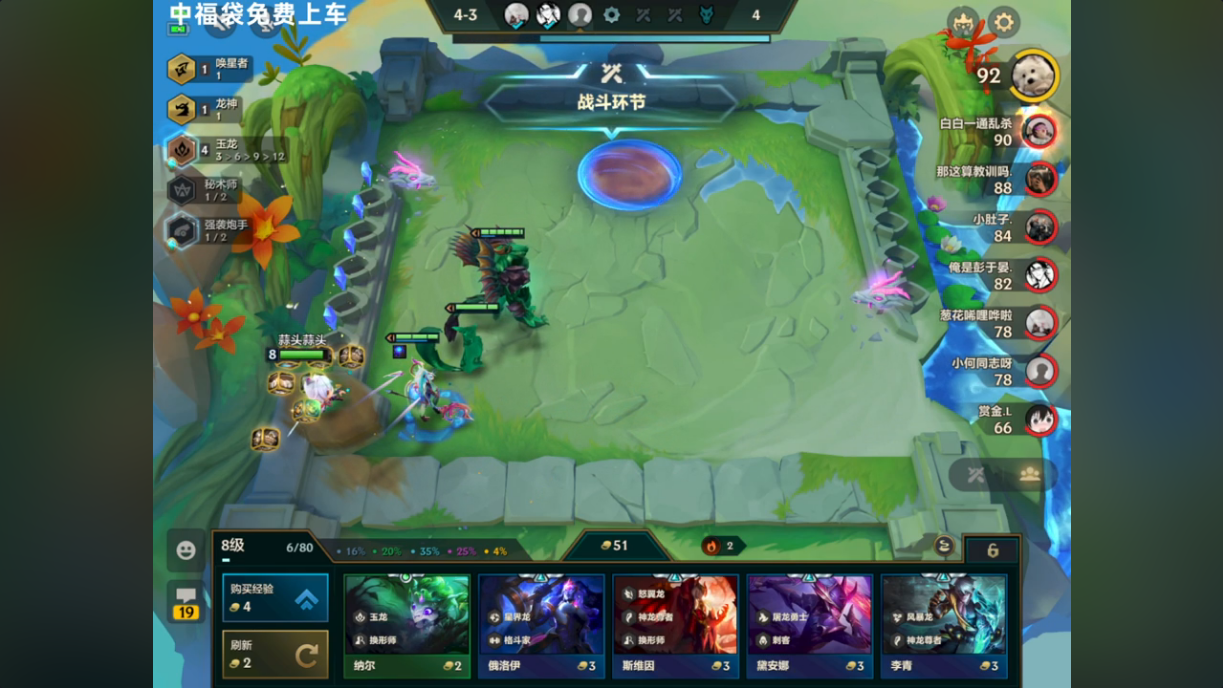 中福袋免费上车
4-3
4
战斗环节
1 唤星者
1
1 龙神
1
4 玉龙
3 > 6 > 9 > 12
秘术师
1 / 2
强袭炮手
1 / 2
92
白白一通乱杀
90
那这算教训吗.
88
小肚子.
84
俺是彭于晏.
82
葱花唏哩哗啦
78
小何同志呀
78
赏金.L
66
蒜头蒜头
8
8级
6/80
16% 20% 35% 25% 4%
51
2
6
19
购买经验
4
刷新
2
玉龙
换形师
纳尔 2
星界龙
格斗家
俄洛伊 3
怒翼龙
神龙尊者
换形师
斯维因 3
屠龙勇士
刺客
黛安娜 3
风暴龙
神龙尊者
李青 3